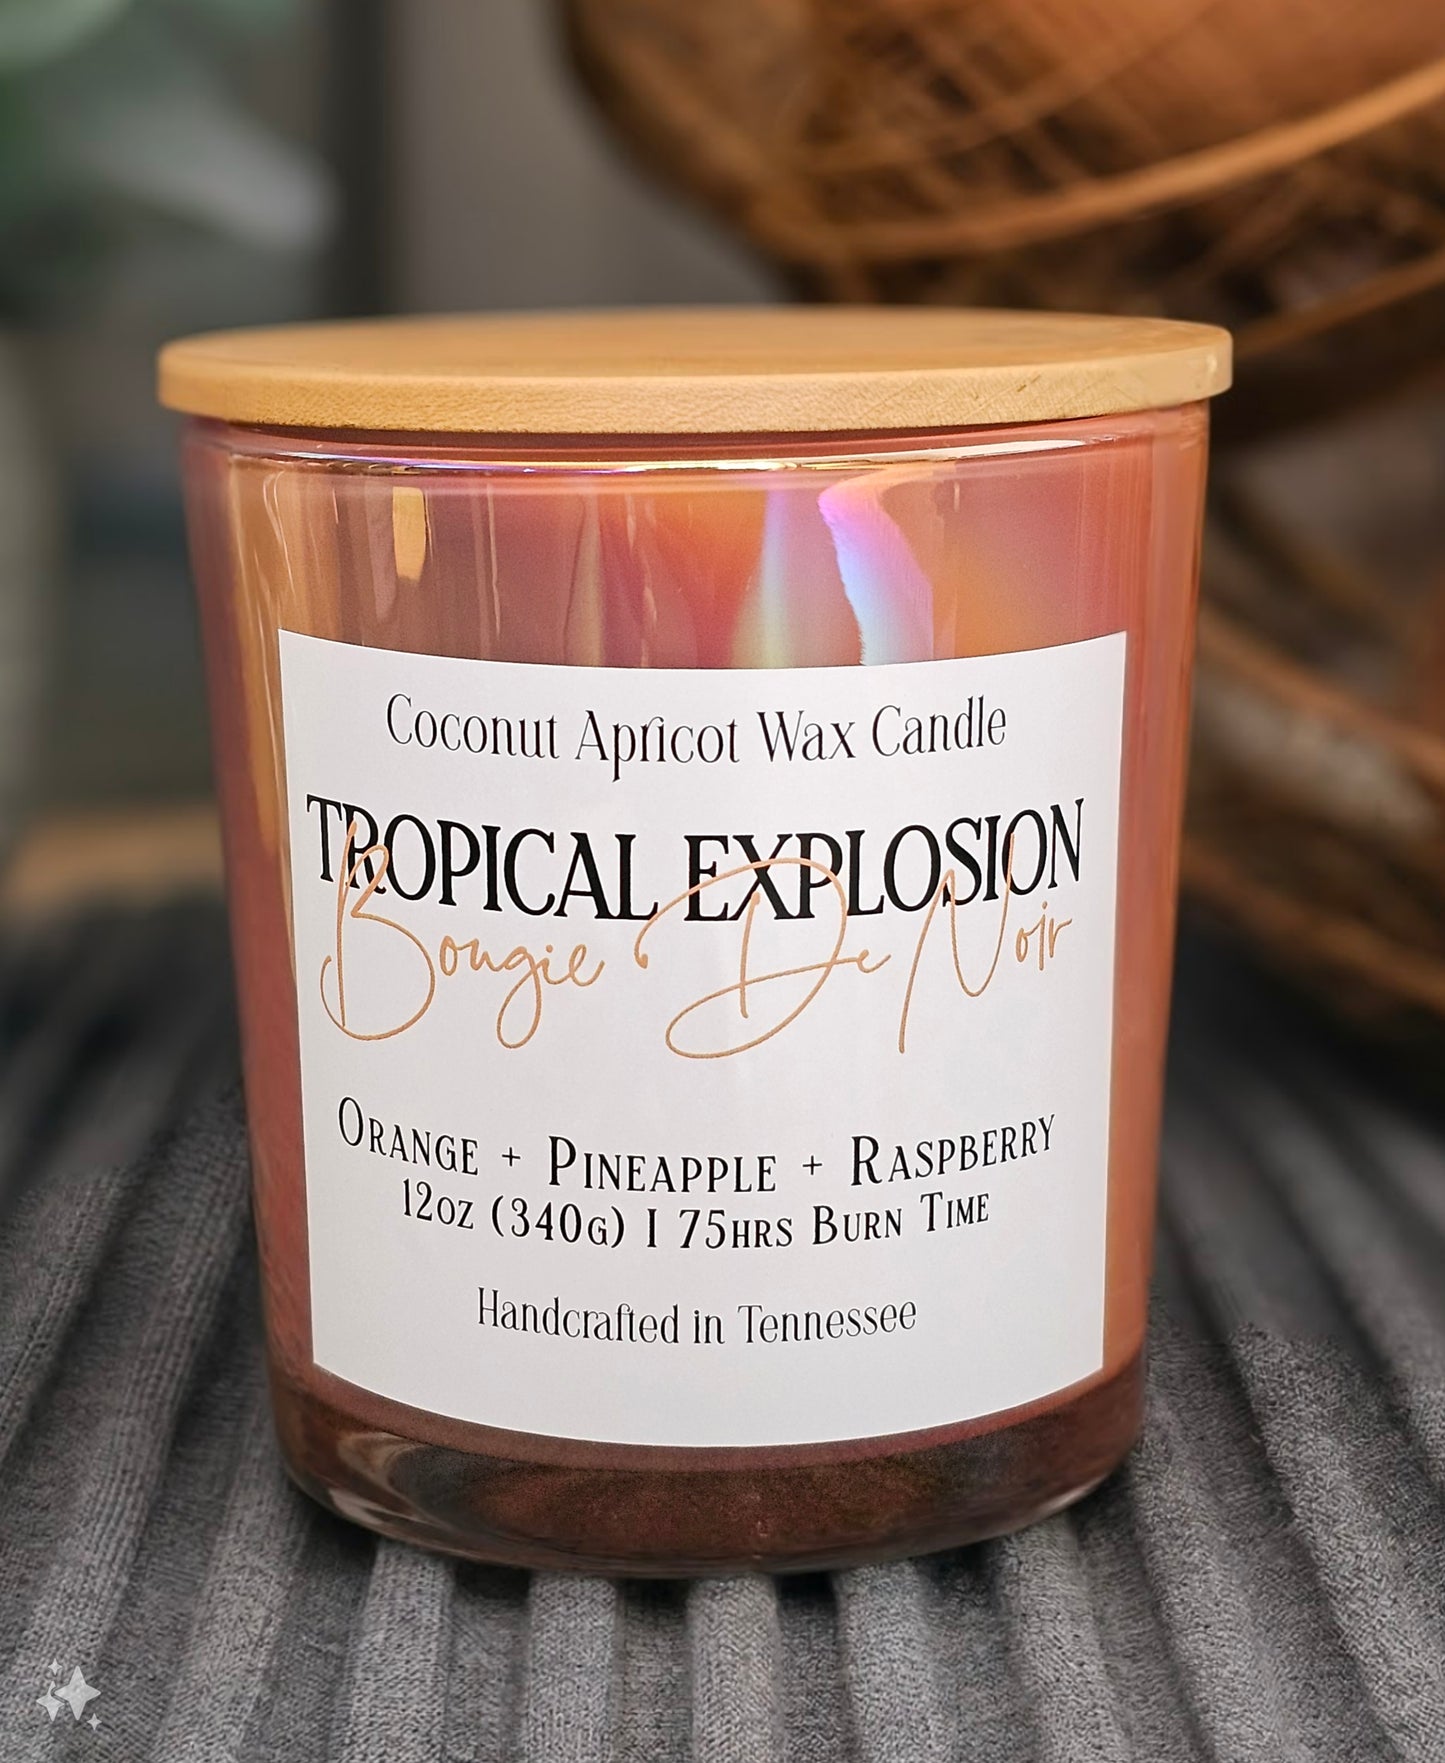 Coconut Apricot Wax Candle
TROPICAL EXPLOSION
Bougie De Noir
ORANGE + PINEAPPLE + RASPBERRY
12OZ (340G) I 75HRS BURN TIME
Handcrafted in Tennessee